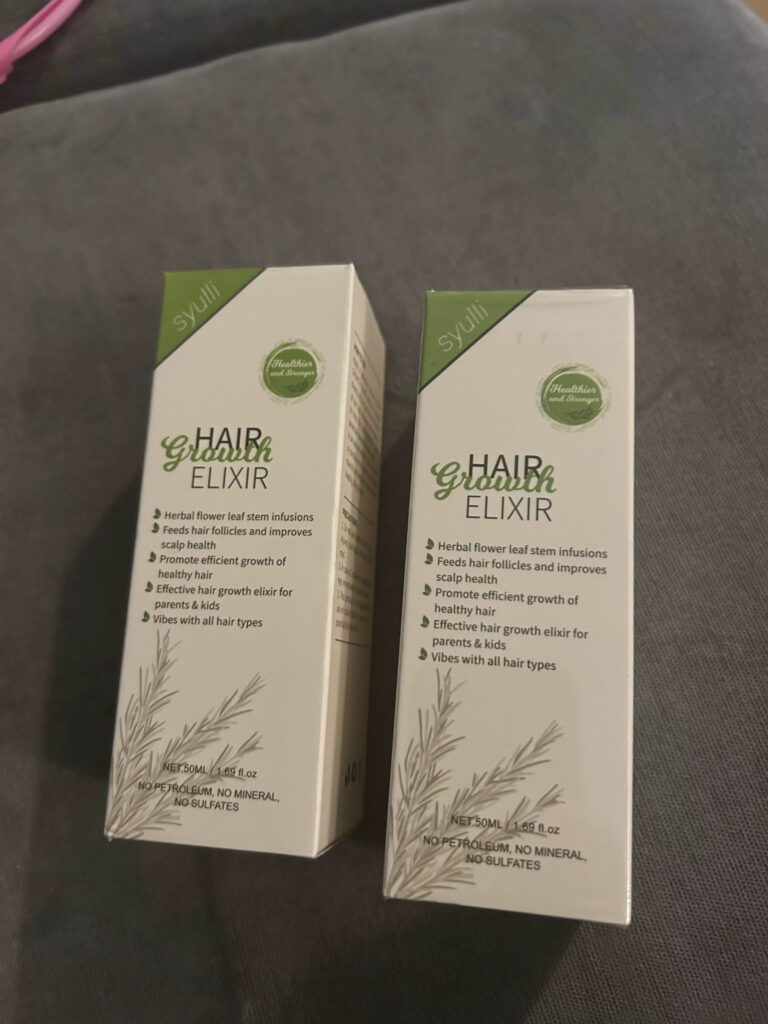 syulli
Healthier
and Stronger
HAIR
Growth
ELIXIR
Herbal flower leaf stem infusions
Feeds hair follicles and improves
scalp health
Promote efficient growth of
healthy hair
Effective hair growth elixir for
parents & kids
Vibes with all hair types
NET.50ML / 1.69 fl.oz
NO PETROLEUM, NO MINERAL,
NO SULFATES
syulli
Healthier
and Stronger
HAIR
Growth
ELIXIR
Herbal flower leaf stem infusions
Feeds hair follicles and improves
scalp health
Promote efficient growth of
healthy hair
Effective hair growth elixir for
parents & kids
Vibes with all hair types
NET.50ML / 1.69 fl.oz
NO PETROLEUM, NO MINERAL,
NO SULFATES